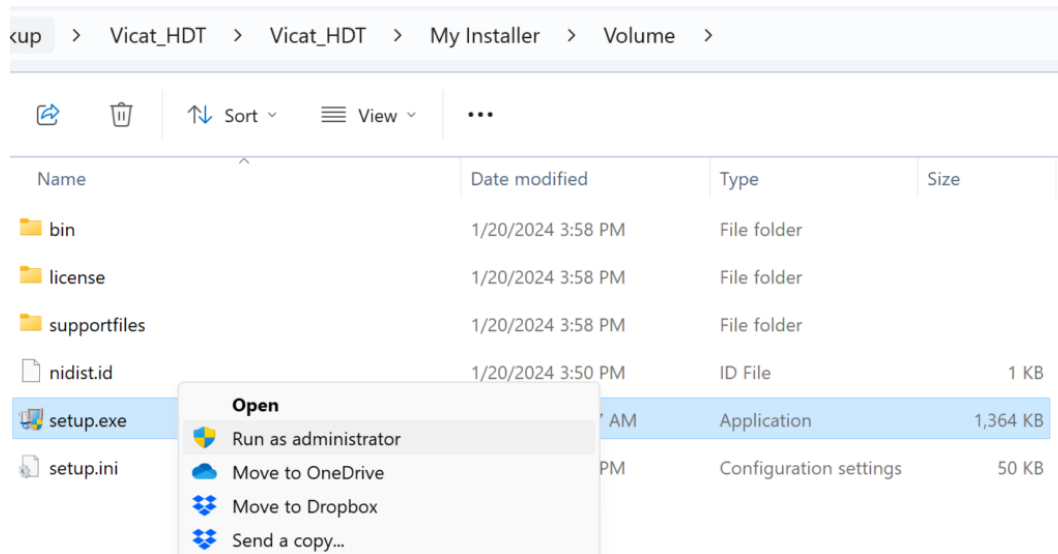 kup > Vicat_HDT > Vicat_HDT > My Installer > Volume >
Sort View ...
Name Date modified Type Size
bin 1/20/2024 3:58 PM File folder
license 1/20/2024 3:58 PM File folder
supportfiles 1/20/2024 3:58 PM File folder
nidist.id 1/20/2024 3:50 PM ID File 1 KB
Open
setup.exe AM Application 1,364 KB
Run as administrator
setup.ini PM Configuration settings 50 KB
Move to OneDrive
Move to Dropbox
Send a copy...